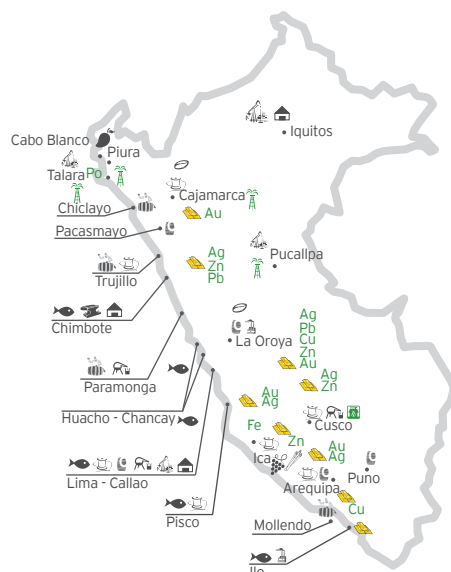 Iquitos
Cabo Blanco
Piura
Talara
Po
Cajamarca
Au
Chiclayo
Pacasmayo
Pucallpa
Ag
Zn
Pb
Trujillo
Chimbote
Ag
Pb
Cu
Zn
Au
La Oroya
Ag
Zn
Paramonga
Au
Ag
Huacho - Chancay
Fe
Cusco
Zn
Ica
Au
Ag
Lima - Callao
Puno
Arequipa
Pisco
Cu
Mollendo
Ilo